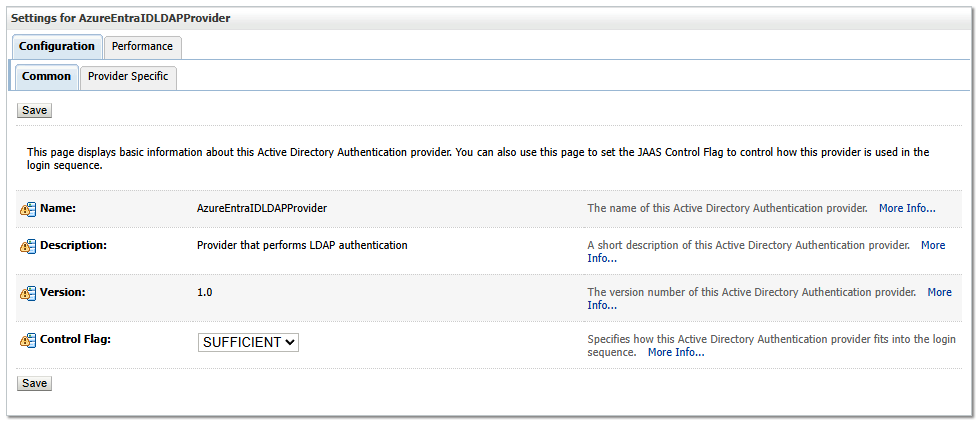 Settings for AzureEntraIDLDAPProvider
Configuration Performance
Common Provider Specific
Save
This page displays basic information about this Active Directory Authentication provider. You can also use this page to set the JAAS Control Flag to control how this provider is used in the
login sequence.
Name: AzureEntraIDLDAPProvider The name of this Active Directory Authentication provider. More Info...
Description: Provider that performs LDAP authentication A short description of this Active Directory Authentication provider. More
Info...
Version: 1.0 The version number of this Active Directory Authentication provider. More
Info...
Control Flag: SUFFICIENT Specifies how this Active Directory Authentication provider fits into the login
sequence. More Info...
Save